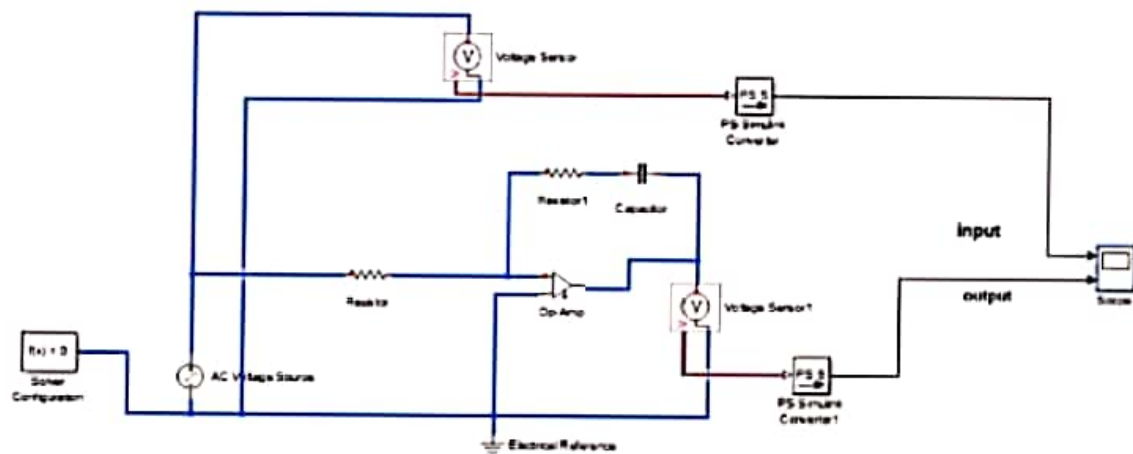 V
Voltage Sensor
PS S
PS-Simulink
Converter
Resistor1
Capacitor
input
Resistor
Op-Amp
V
Voltage Sensor1
output
Scope
f(x) = 0
Solver
Configuration
AC Voltage Source
PS S
PS-Simulink
Converter1
Electrical Reference